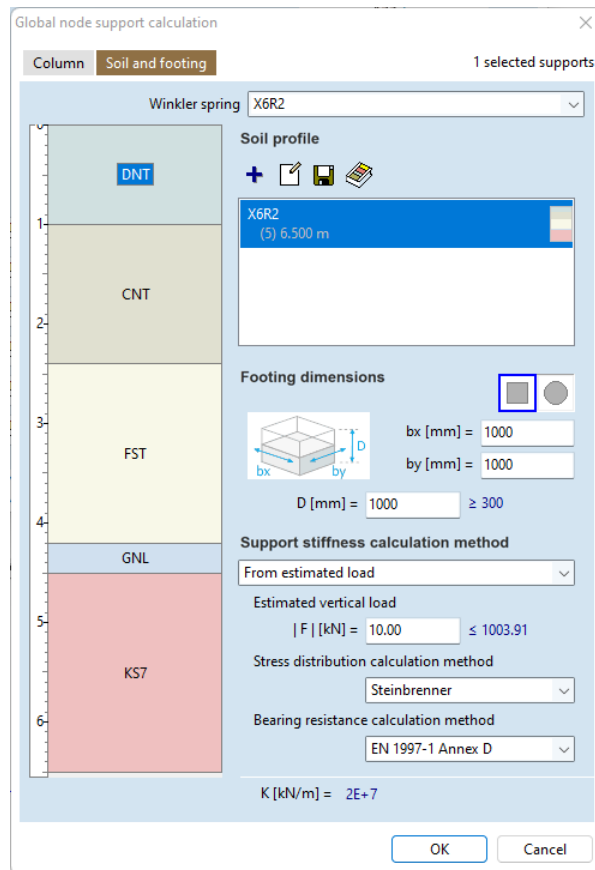 Global node support calculation
Column Soil and footing 1 selected supports
Winkler spring X6R2
Soil profile
DNT
X6R2
(5) 6.500 m
1
CNT
2
Footing dimensions
3
bx [mm] = 1000
FST
D
bx by
by [mm] = 1000
D [mm] = 1000 ≥ 300
4
Support stiffness calculation method
GNL
From estimated load
Estimated vertical load
5
| F | [kN] = 10.00 ≤ 1003.91
Stress distribution calculation method
KS7
Steinbrenner
6
Bearing resistance calculation method
EN 1997-1 Annex D
K [kN/m] = 2E+7
OK Cancel